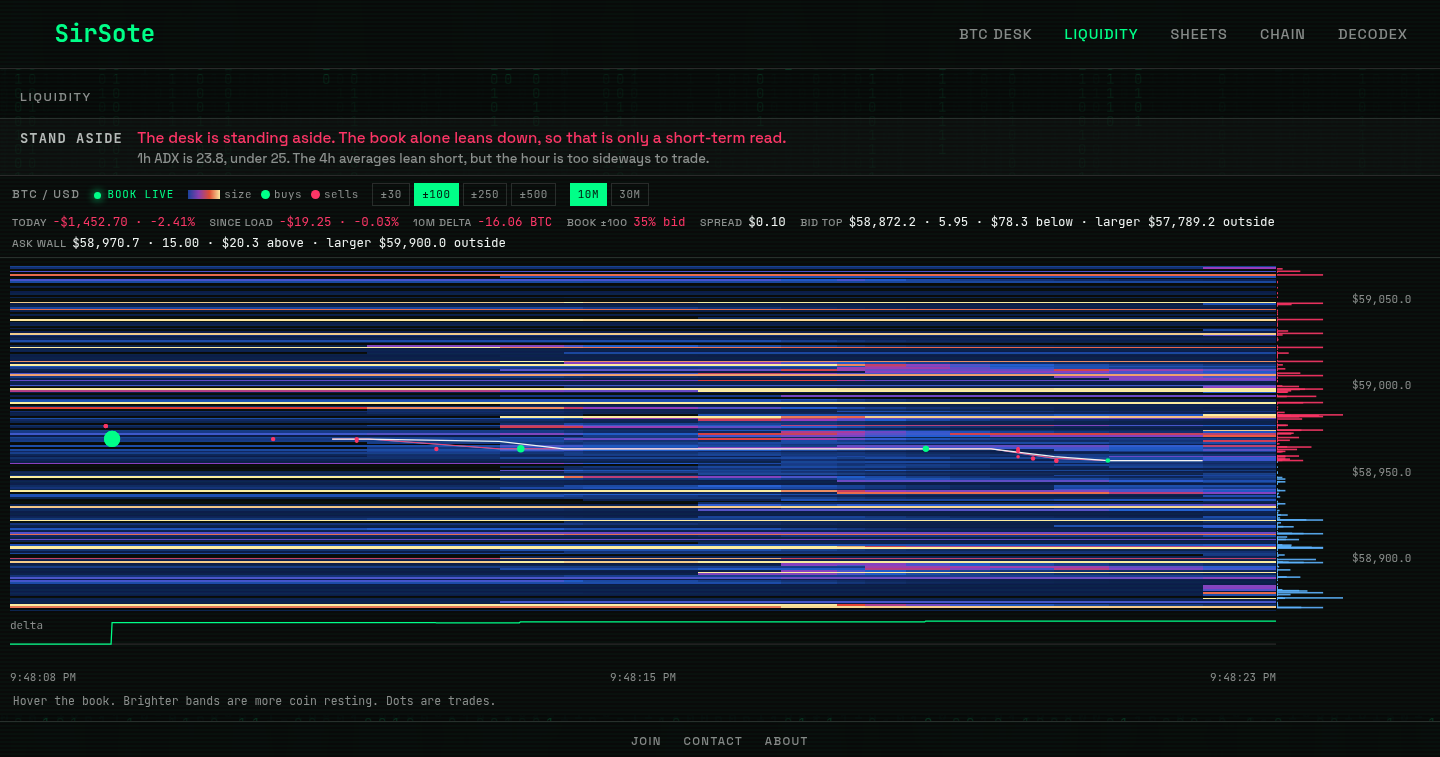 SirSote
BTC DESK LIQUIDITY SHEETS CHAIN DECODEX
LIQUIDITY
STAND ASIDE The desk is standing aside. The book alone leans down, so that is only a short-term read.
1h ADX is 23.8, under 25. The 4h averages lean short, but the hour is too sideways to trade.
BTC / USD BOOK LIVE size buys sells ±30 ±100 ±250 ±500 10M 30M
TODAY -$1,452.70 · -2.41% SINCE LOAD -$19.25 · -0.03% 10M DELTA -16.06 BTC BOOK ±100 35% bid SPREAD $0.10 BID TOP $58,872.2 · 5.95 · $78.3 below · larger $57,789.2 outside
ASK WALL $58,970.7 · 15.00 · $20.3 above · larger $59,900.0 outside
$59,050.0
$59,000.0
$58,950.0
$58,900.0
delta
9:48:08 PM 9:48:15 PM 9:48:23 PM
Hover the book. Brighter bands are more coin resting. Dots are trades.
JOIN CONTACT ABOUT